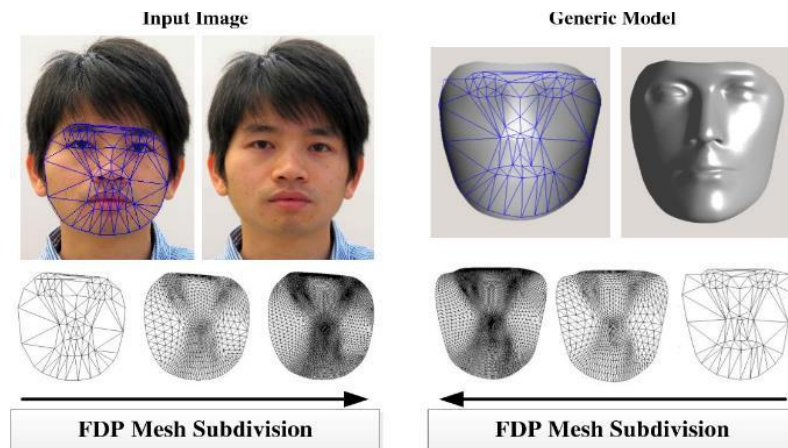 Input Image
Generic Model
FDP Mesh Subdivision
FDP Mesh Subdivision